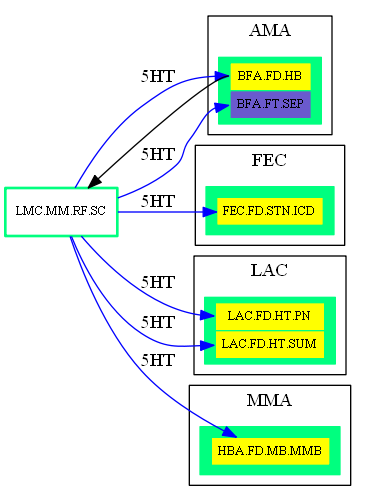 AMA
5HT
BFA.FD.HB
BFA.FT.SEP
5HT
FEC
5HT
LMC.MM.RF.SC
FEC.FD.STN.ICD
LAC
5HT
LAC.FD.HT.PN
5HT
LAC.FD.HT.SUM
5HT
MMA
HBA.FD.MB.MMB